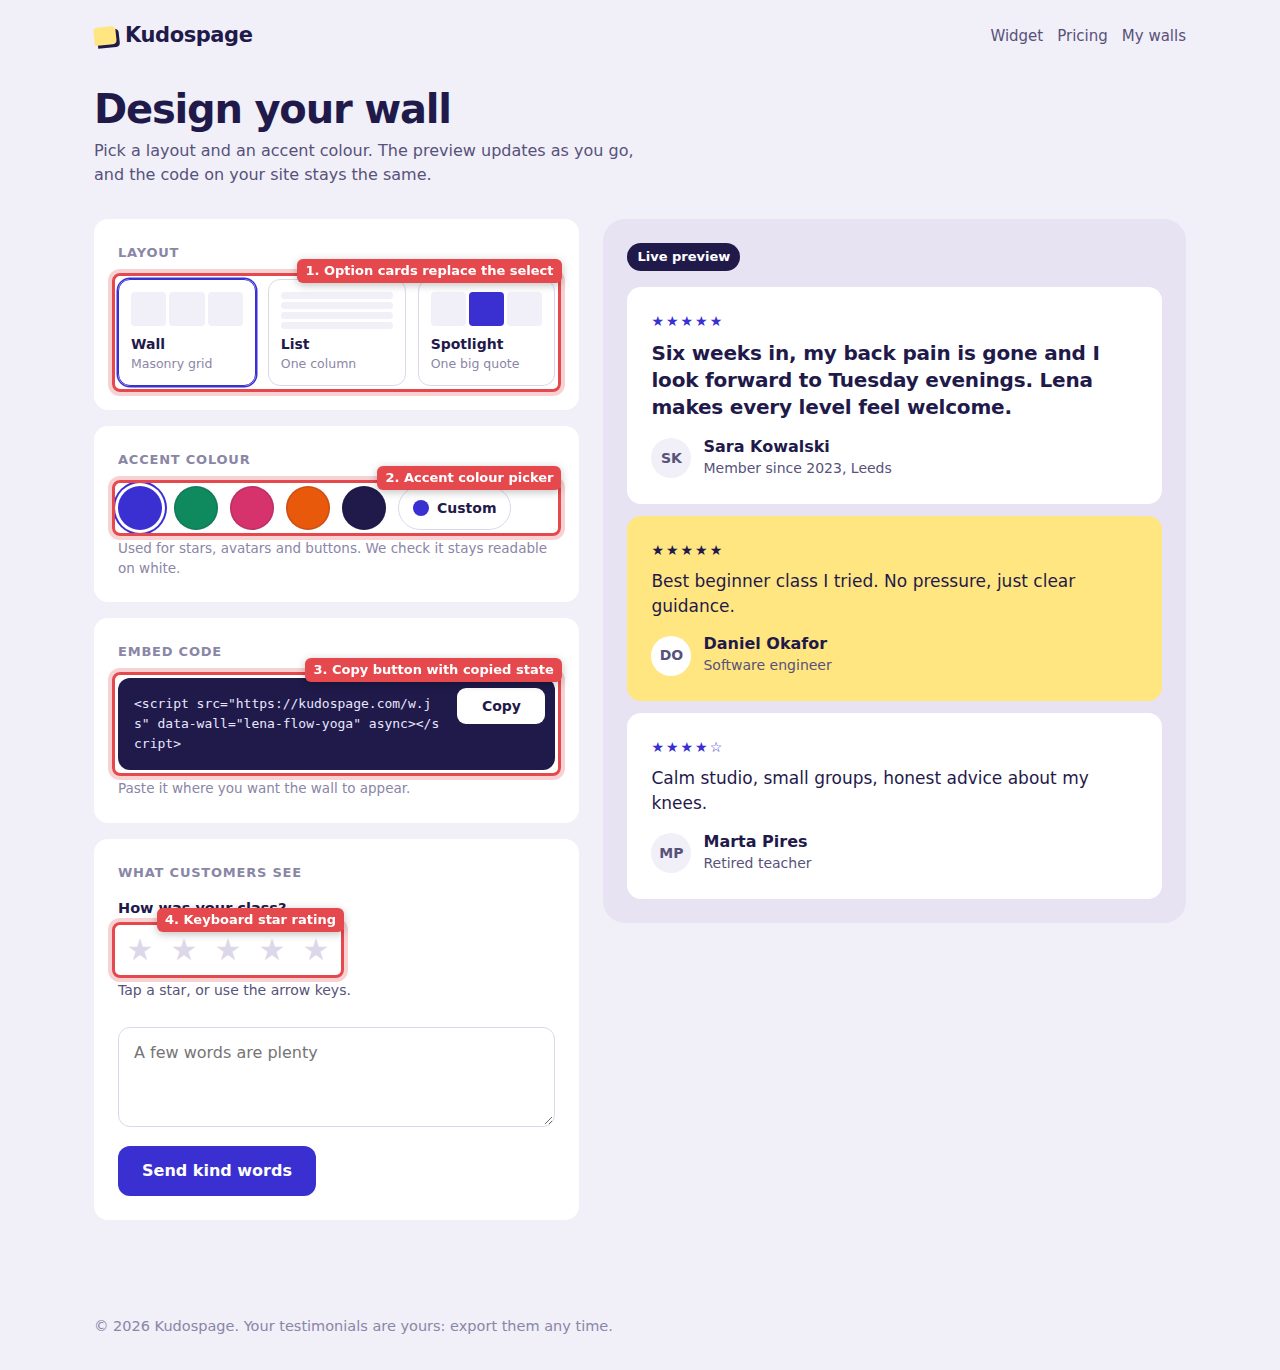 Kudospage
Widget Pricing My walls
Design your wall
Pick a layout and an accent colour. The preview updates as you go,
and the code on your site stays the same.
LAYOUT
1. Option cards replace the select
Wall
Masonry grid
List
One column
Spotlight
One big quote
ACCENT COLOUR
2. Accent colour picker
Custom
Used for stars, avatars and buttons. We check it stays readable
on white.
EMBED CODE
3. Copy button with copied state
<script src="https://kudospage.com/w.j
s" data-wall="lena-flow-yoga" async></s
cript>
Copy
Paste it where you want the wall to appear.
WHAT CUSTOMERS SEE
How was your class?
4. Keyboard star rating
★ ★ ★ ★ ★
Tap a star, or use the arrow keys.
A few words are plenty
Send kind words
Live preview
★★★★★
Six weeks in, my back pain is gone and I
look forward to Tuesday evenings. Lena
makes every level feel welcome.
SK
Sara Kowalski
Member since 2023, Leeds
★★★★★
Best beginner class I tried. No pressure, just clear
guidance.
DO
Daniel Okafor
Software engineer
★★★★☆
Calm studio, small groups, honest advice about my
knees.
MP
Marta Pires
Retired teacher
© 2026 Kudospage. Your testimonials are yours: export them any time.